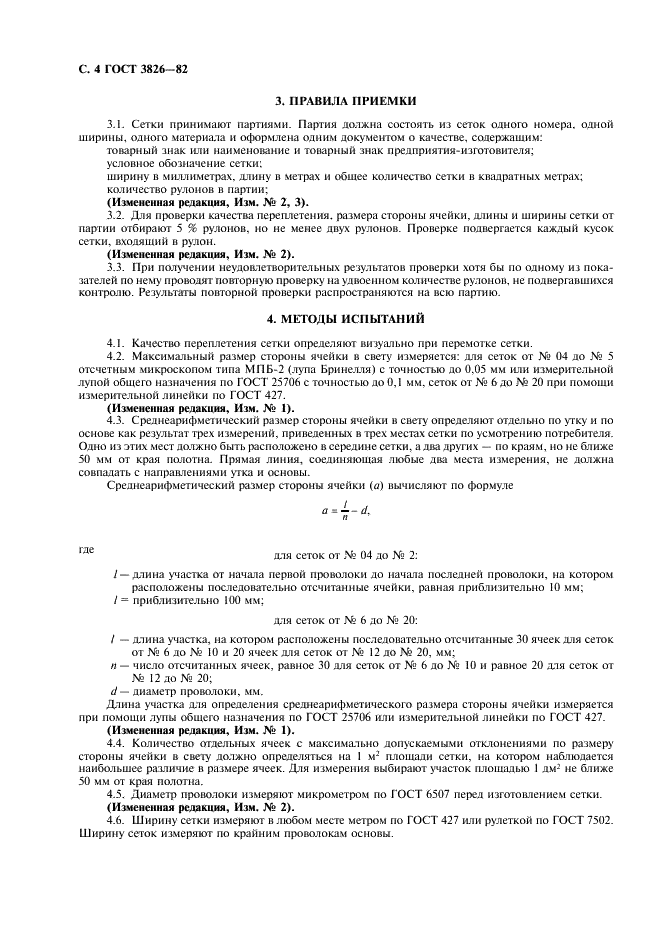 С. 4 ГОСТ 3826—82
3. ПРАВИЛА ПРИЕМКИ
3.1. Сетки принимают партиями. Партия должна состоять из сеток одного номера, одной
ширины, одного материала и оформлена одним документом о качестве, содержащим:
товарный знак или наименование и товарный знак предприятия-изготовителя;
условное обозначение сетки;
ширину в миллиметрах, длину в метрах и общее количество сетки в квадратных метрах;
количество рулонов в партии;
(Измененная редакция, Изм. № 2, 3).
3.2. Для проверки качества переплетения, размера стороны ячейки, длины и ширины сетки от
партии отбирают 5 % рулонов, но не менее двух рулонов. Проверке подвергается каждый кусок
сетки, входящий в рулон.
(Измененная редакция, Изм. № 2).
3.3. При получении неудовлетворительных результатов проверки хотя бы по одному из пока-
зателей по нему проводят повторную проверку на удвоенном количестве рулонов, не подвергавшихся
контролю. Результаты повторной проверки распространяются на всю партию.
4. МЕТОДЫ ИСПЫТАНИЙ
4.1. Качество переплетения сетки определяют визуально при перемотке сетки.
4.2. Максимальный размер стороны ячейки в свету измеряется: для сеток от № 04 до № 5
отсчетным микроскопом типа МПБ-2 (лупа Бринелля) с точностью до 0,05 мм или измерительной
лупой общего назначения по ГОСТ 25706 с точностью до 0,1 мм, сеток от № 6 до № 20 при помощи
измерительной линейки по ГОСТ 427.
(Измененная редакция, Изм. № 1).
4.3. Среднеарифметический размер стороны ячейки в свету определяют отдельно по утку и по
основе как результат трех измерений, приведенных в трех местах сетки по усмотрению потребителя.
Одно из этих мест должно быть расположено в середине сетки, а два других — по краям, но не ближе
50 мм от края полотна. Прямая линия, соединяющая любые два места измерения, не должна
совпадать с направлениями утка и основы.
Среднеарифметический размер стороны ячейки (a) вычисляют по формуле
a = l/n – d,
где
для сеток от № 04 до № 2:
l — длина участка от начала первой проволоки до начала последней проволоки, на котором
расположены последовательно отсчитанные ячейки, равная приблизительно 10 мм;
l = приблизительно 100 мм;
для сеток от № 6 до № 20:
l — длина участка, на котором расположены последовательно отсчитанные 30 ячеек для сеток
от № 6 до № 10 и 20 ячеек для сеток от № 12 до № 20, мм;
n — число отсчитанных ячеек, равное 30 для сеток от № 6 до № 10 и равное 20 для сеток от
№ 12 до № 20;
d — диаметр проволоки, мм.
Длина участка для определения среднеарифметического размера стороны ячейки измеряется
при помощи лупы общего назначения по ГОСТ 25706 или измерительной линейки по ГОСТ 427.
(Измененная редакция, Изм. № 1).
4.4. Количество отдельных ячеек с максимально допускаемыми отклонениями по размеру
стороны ячейки в свету должно определяться на 1 м² площади сетки, на котором наблюдается
наибольшее различие в размере ячеек. Для измерения выбирают участок площадью 1 дм² не ближе
50 мм от края полотна.
4.5. Диаметр проволоки измеряют микрометром по ГОСТ 6507 перед изготовлением сетки.
(Измененная редакция, Изм. № 2).
4.6. Ширину сетки измеряют в любом месте метром по ГОСТ 427 или рулеткой по ГОСТ 7502.
Ширину сеток измеряют по крайним проволокам основы.